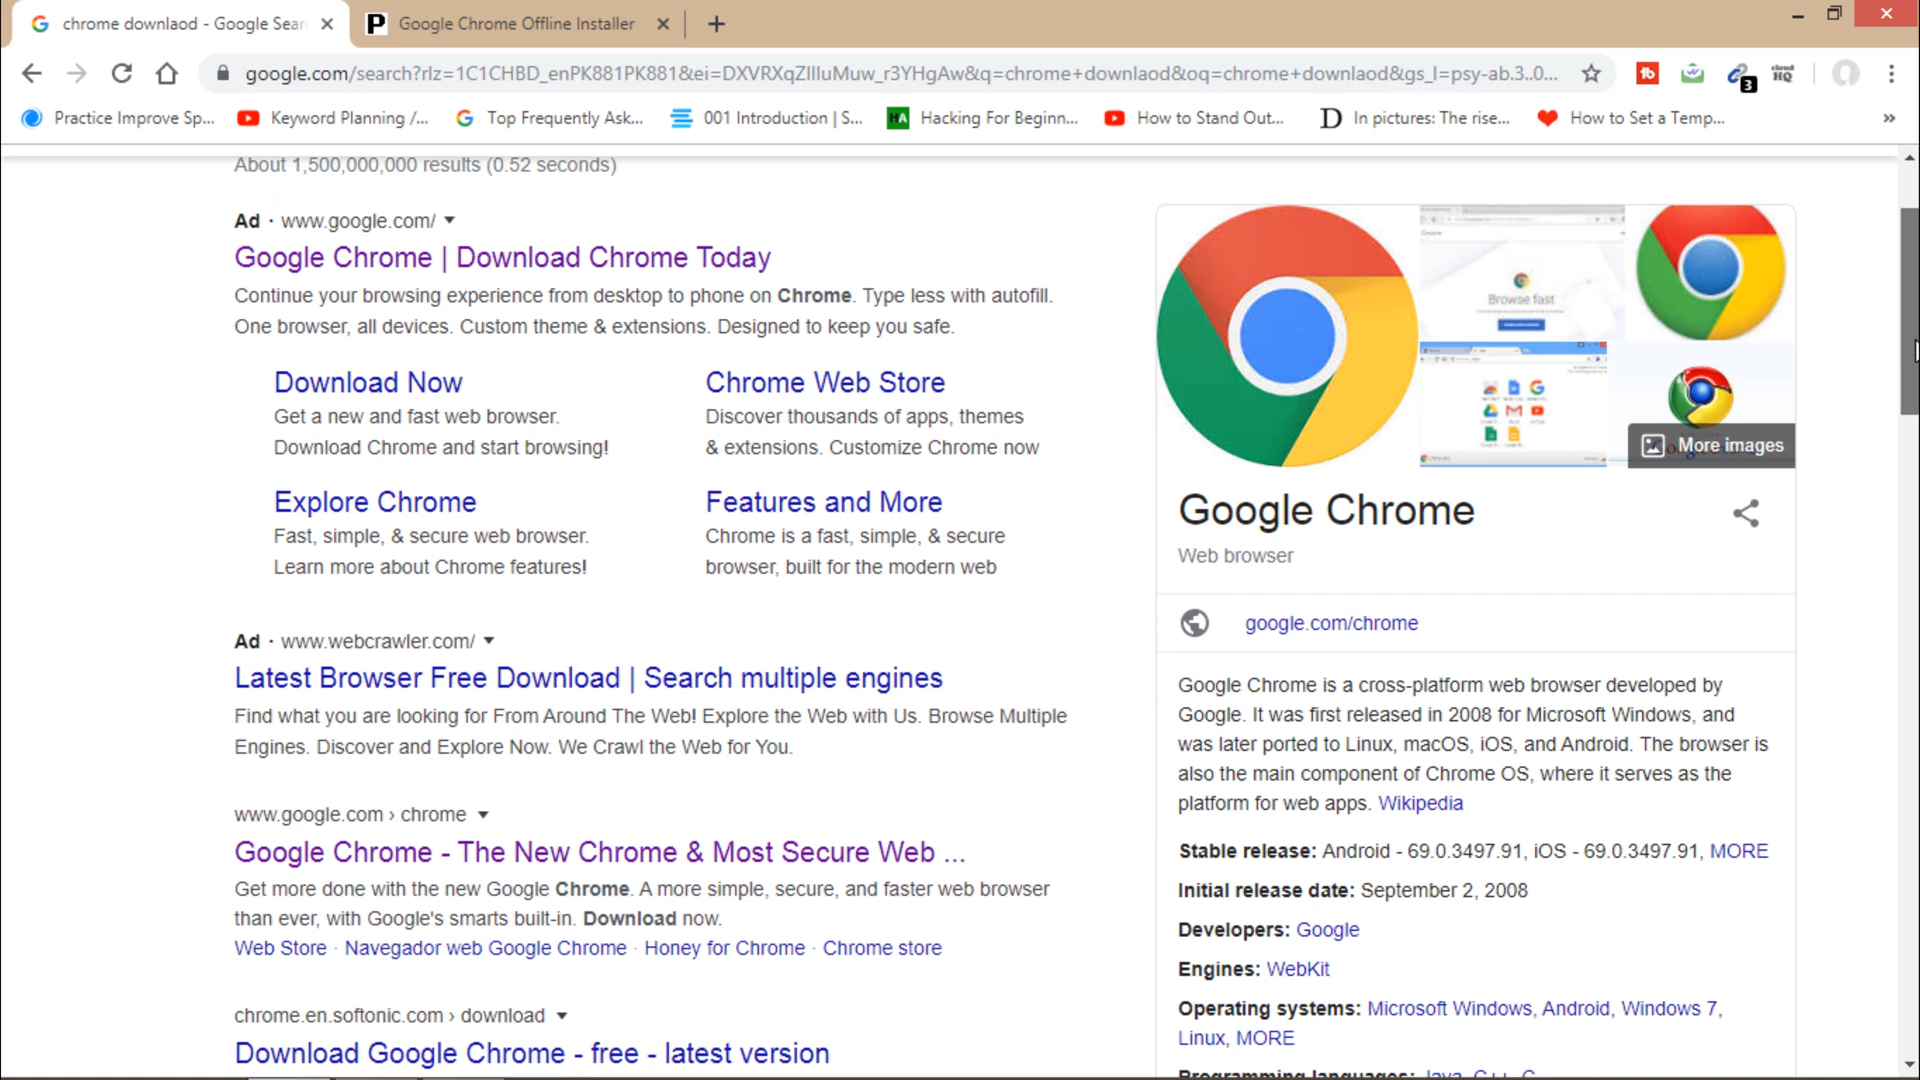 chrome downlaod - Google Sear
Google Chrome Offline Installer
google.com/search?rlz=1C1CHBD_enPK881PK881&ei=DXVRXqZIIluMuw_r3YHgAw&q=chrome+downlaod&oq=chrome+downlaod&gs_l=psy-ab.3..0...
3
cloud HQ
Practice Improve Sp...
Keyword Planning /...
Top Frequently Ask...
001 Introduction | S...
HA
Hacking For Beginn...
How to Stand Out...
D
In pictures: The rise...
How to Set a Temp...
»
About 1,500,000,000 results (0.52 seconds)
Ad · www.google.com/
Google Chrome | Download Chrome Today
Continue your browsing experience from desktop to phone on Chrome. Type less with autofill.
One browser, all devices. Custom theme & extensions. Designed to keep you safe.
Download Now
Get a new and fast web browser.
Download Chrome and start browsing!
Chrome Web Store
Discover thousands of apps, themes
& extensions. Customize Chrome now
Explore Chrome
Fast, simple, & secure web browser.
Learn more about Chrome features!
Features and More
Chrome is a fast, simple, & secure
browser, built for the modern web
Ad · www.webcrawler.com/
Latest Browser Free Download | Search multiple engines
Find what you are looking for From Around The Web! Explore the Web with Us. Browse Multiple
Engines. Discover and Explore Now. We Crawl the Web for You.
www.google.com › chrome
Google Chrome - The New Chrome & Most Secure Web ...
Get more done with the new Google Chrome. A more simple, secure, and faster web browser
than ever, with Google's smarts built-in. Download now.
Web Store · Navegador web Google Chrome · Honey for Chrome · Chrome store
chrome.en.softonic.com › download
Download Google Chrome - free - latest version
Browse fast
More images
Google Chrome
Web browser
google.com/chrome
Google Chrome is a cross-platform web browser developed by
Google. It was first released in 2008 for Microsoft Windows, and
was later ported to Linux, macOS, iOS, and Android. The browser is
also the main component of Chrome OS, where it serves as the
platform for web apps. Wikipedia
Stable release: Android - 69.0.3497.91, iOS - 69.0.3497.91, MORE
Initial release date: September 2, 2008
Developers: Google
Engines: WebKit
Operating systems: Microsoft Windows, Android, Windows 7,
Linux, MORE
Programming languages: Java, C++, C